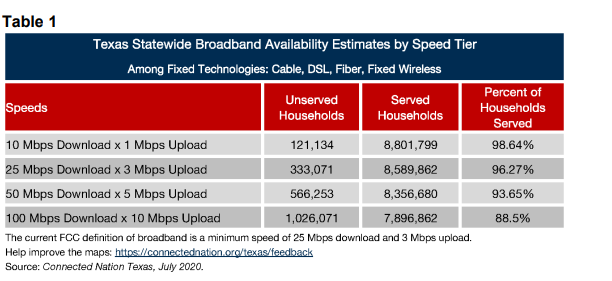 Table 1
Texas Statewide Broadband Availability Estimates by Speed Tier
Among Fixed Technologies: Cable, DSL, Fiber, Fixed Wireless
Speeds
Unserved
Households
Served
Households
Percent of
Households
Served
10 Mbps Download x 1 Mbps Upload 121,134 8,801,799 98.64%
25 Mbps Download x 3 Mbps Upload 333,071 8,589,862 96.27%
50 Mbps Download x 5 Mbps Upload 566,253 8,356,680 93.65%
100 Mbps Download x 10 Mbps Upload 1,026,071 7,896,862 88.5%
The current FCC definition of broadband is a minimum speed of 25 Mbps download and 3 Mbps upload.
Help improve the maps: https://connectednation.org/texas/feedback
Source: Connected Nation Texas, July 2020.